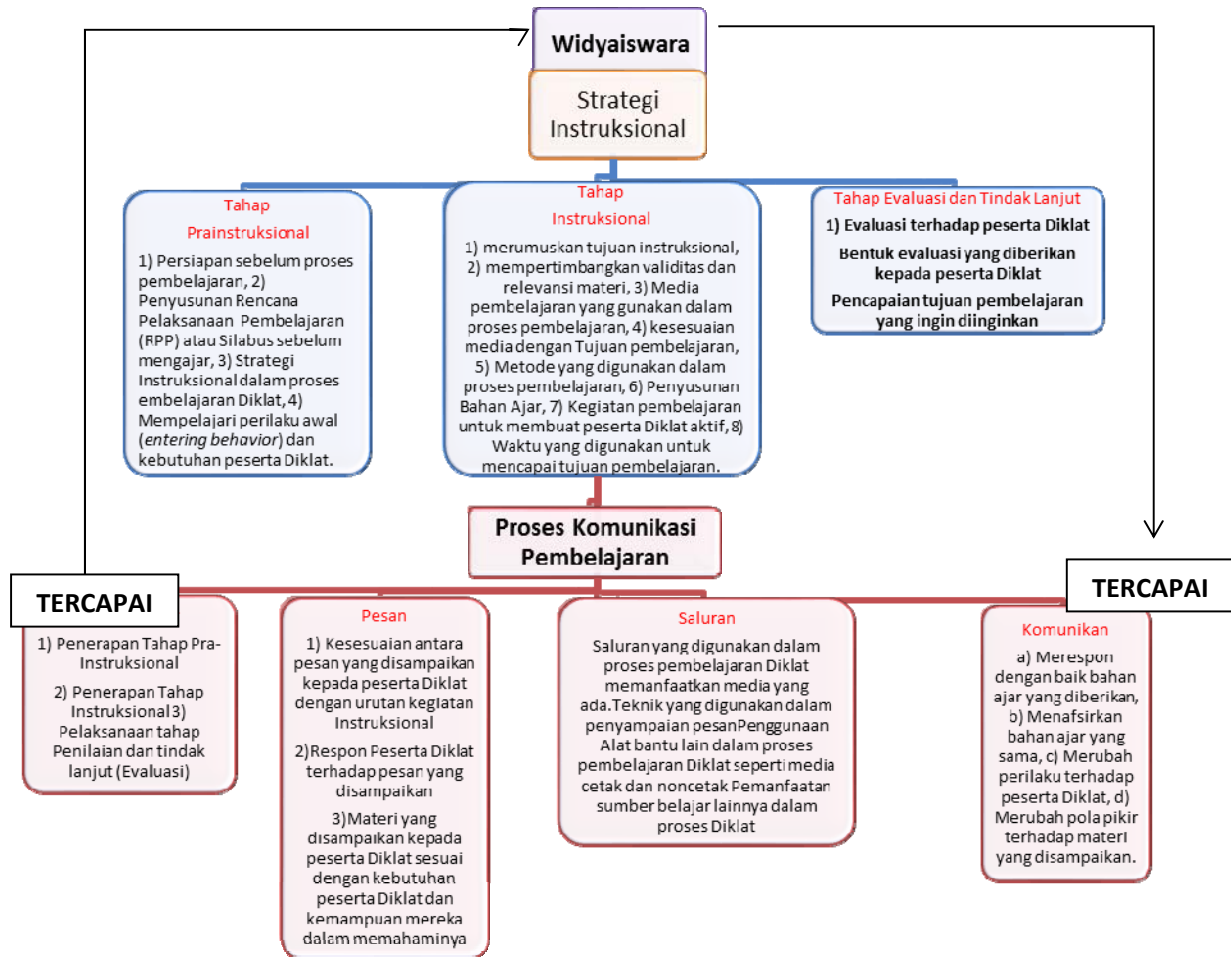 Widyaiswara
Strategi
Instruksional
Tahap
Prainstruksional
1) Persiapan sebelum proses
pembelajaran, 2)
Penyusunan Rencana
Pelaksanaan Pembelajaran
(RPP) atau Silabus sebelum
mengajar, 3) Strategi
Instruksional dalam proses
embelajaran Diklat, 4)
Mempelajari perilaku awal
(entering behavior) dan
kebutuhan peserta Diklat.
Tahap
Instruksional
1) merumuskan tujuan instruksional,
2) mempertimbangkan validitas dan
relevansi materi, 3) Media
pembelajaran yang gunakan dalam
proses pembelajaran, 4) kesesuaian
media dengan Tujuan pembelajaran,
5) Metode yang digunakan dalam
proses pembelajaran, 6) Penyusunan
Bahan Ajar, 7) Kegiatan pembelajaran
untuk membuat peserta Diklat aktif, 8)
Waktu yang digunakan untuk
mencapai tujuan pembelajaran.
Tahap Evaluasi dan Tindak Lanjut
1) Evaluasi terhadap peserta Diklat
Bentuk evaluasi yang diberikan
kepada peserta Diklat
Pencapaian tujuan pembelajaran
yang ingin diinginkan
Proses Komunikasi
Pembelajaran
TERCAPAI
1) Penerapan Tahap Pra-
Instruksional
2) Penerapan Tahap
Instruksional 3)
Pelaksanaan tahap
Penilaian dan tindak
lanjut (Evaluasi)
Pesan
1) Kesesuaian antara
pesan yang disampaikan
kepada peserta Diklat
dengan urutan kegiatan
Instruksional
2)Respon Peserta Diklat
terhadap pesan yang
disampaikan
3)Materi yang
disampaikan kepada
peserta Diklat sesuai
dengan kebutuhan
peserta Diklat dan
kemampuan mereka
dalam memahaminya
Saluran
Saluran yang digunakan dalam
proses pembelajaran Diklat
memanfaatkan media yang
ada.Teknik yang digunakan dalam
penyampaian pesanPenggunaan
Alat bantu lain dalam proses
pembelajaran Diklat seperti media
cetak dan noncetak Pemanfaatan
sumber belajar lainnya dalam
proses Diklat
TERCAPAI
Komunikan
a) Merespon
dengan baik bahan
ajar yang diberikan,
b) Menafsirkan
bahan ajar yang
sama, c) Merubah
perilaku terhadap
peserta Diklat, d)
Merubah pola pikir
terhadap materi
yang disampaikan.